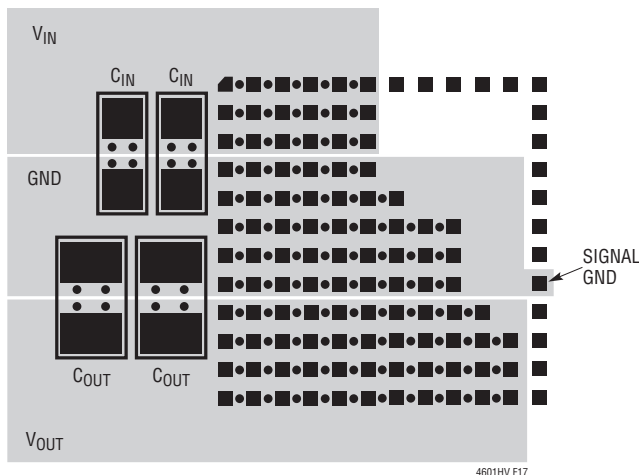 VIN
CIN CIN
GND
SIGNAL
GND
COUT COUT
VOUT
4601HV F17